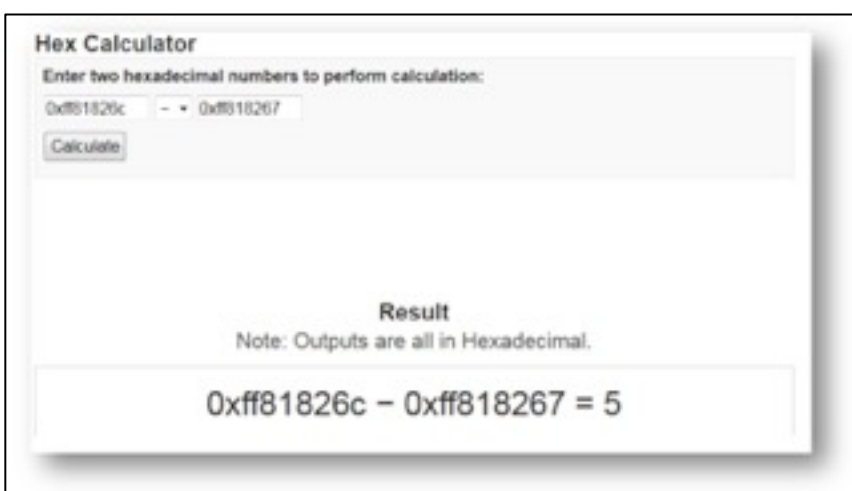 Hex Calculator
Enter two hexadecimal numbers to perform calculation:
0xff81826c − 0xff818267
Calculate
Result
Note: Outputs are all in Hexadecimal.
0xff81826c − 0xff818267 = 5